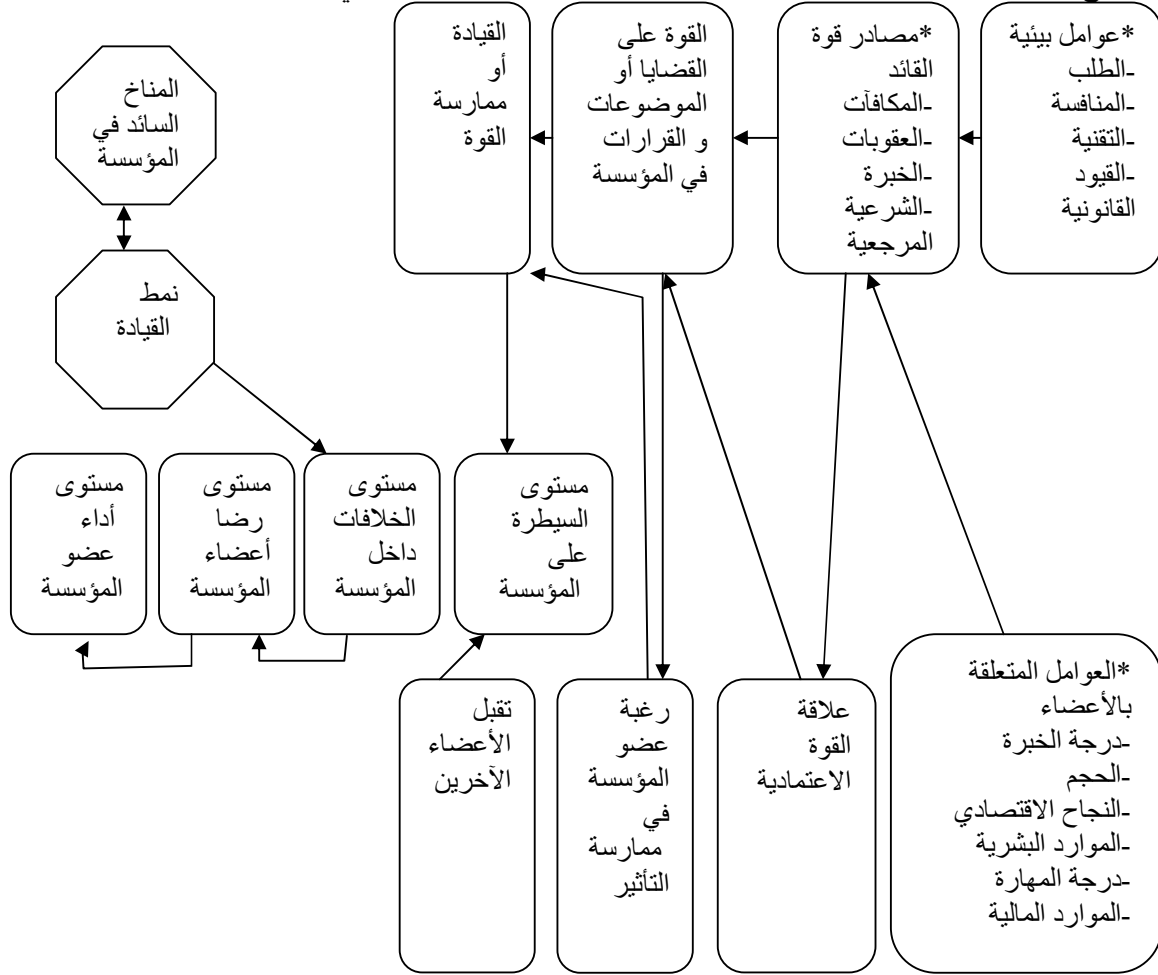 *عوامل بيئية
-الطلب
-المنافسة
-التقنية
-القيود
القانونية
*مصادر قوة
القائد
-المكافآت
-العقوبات
-الخبرة
-الشرعية
المرجعية
القوة على
القضايا أو
الموضوعات
و القرارات
في المؤسسة
القيادة
أو
ممارسة
القوة
المناخ
السائد في
المؤسسة
نمط
القيادة
مستوى
السيطرة
على
المؤسسة
مستوى
الخلافات
داخل
المؤسسة
مستوى
رضا
أعضاء
المؤسسة
مستوى
أداء
عضو
المؤسسة
*العوامل المتعلقة
بالأعضاء
-درجة الخبرة
-الحجم
-النجاح الاقتصادي
-الموارد البشرية
-درجة المهارة
-الموارد المالية
علاقة
القوة
الاعتمادية
رغبة
عضو
المؤسسة
في
ممارسة
التأثير
تقبل
الأعضاء
الآخرين